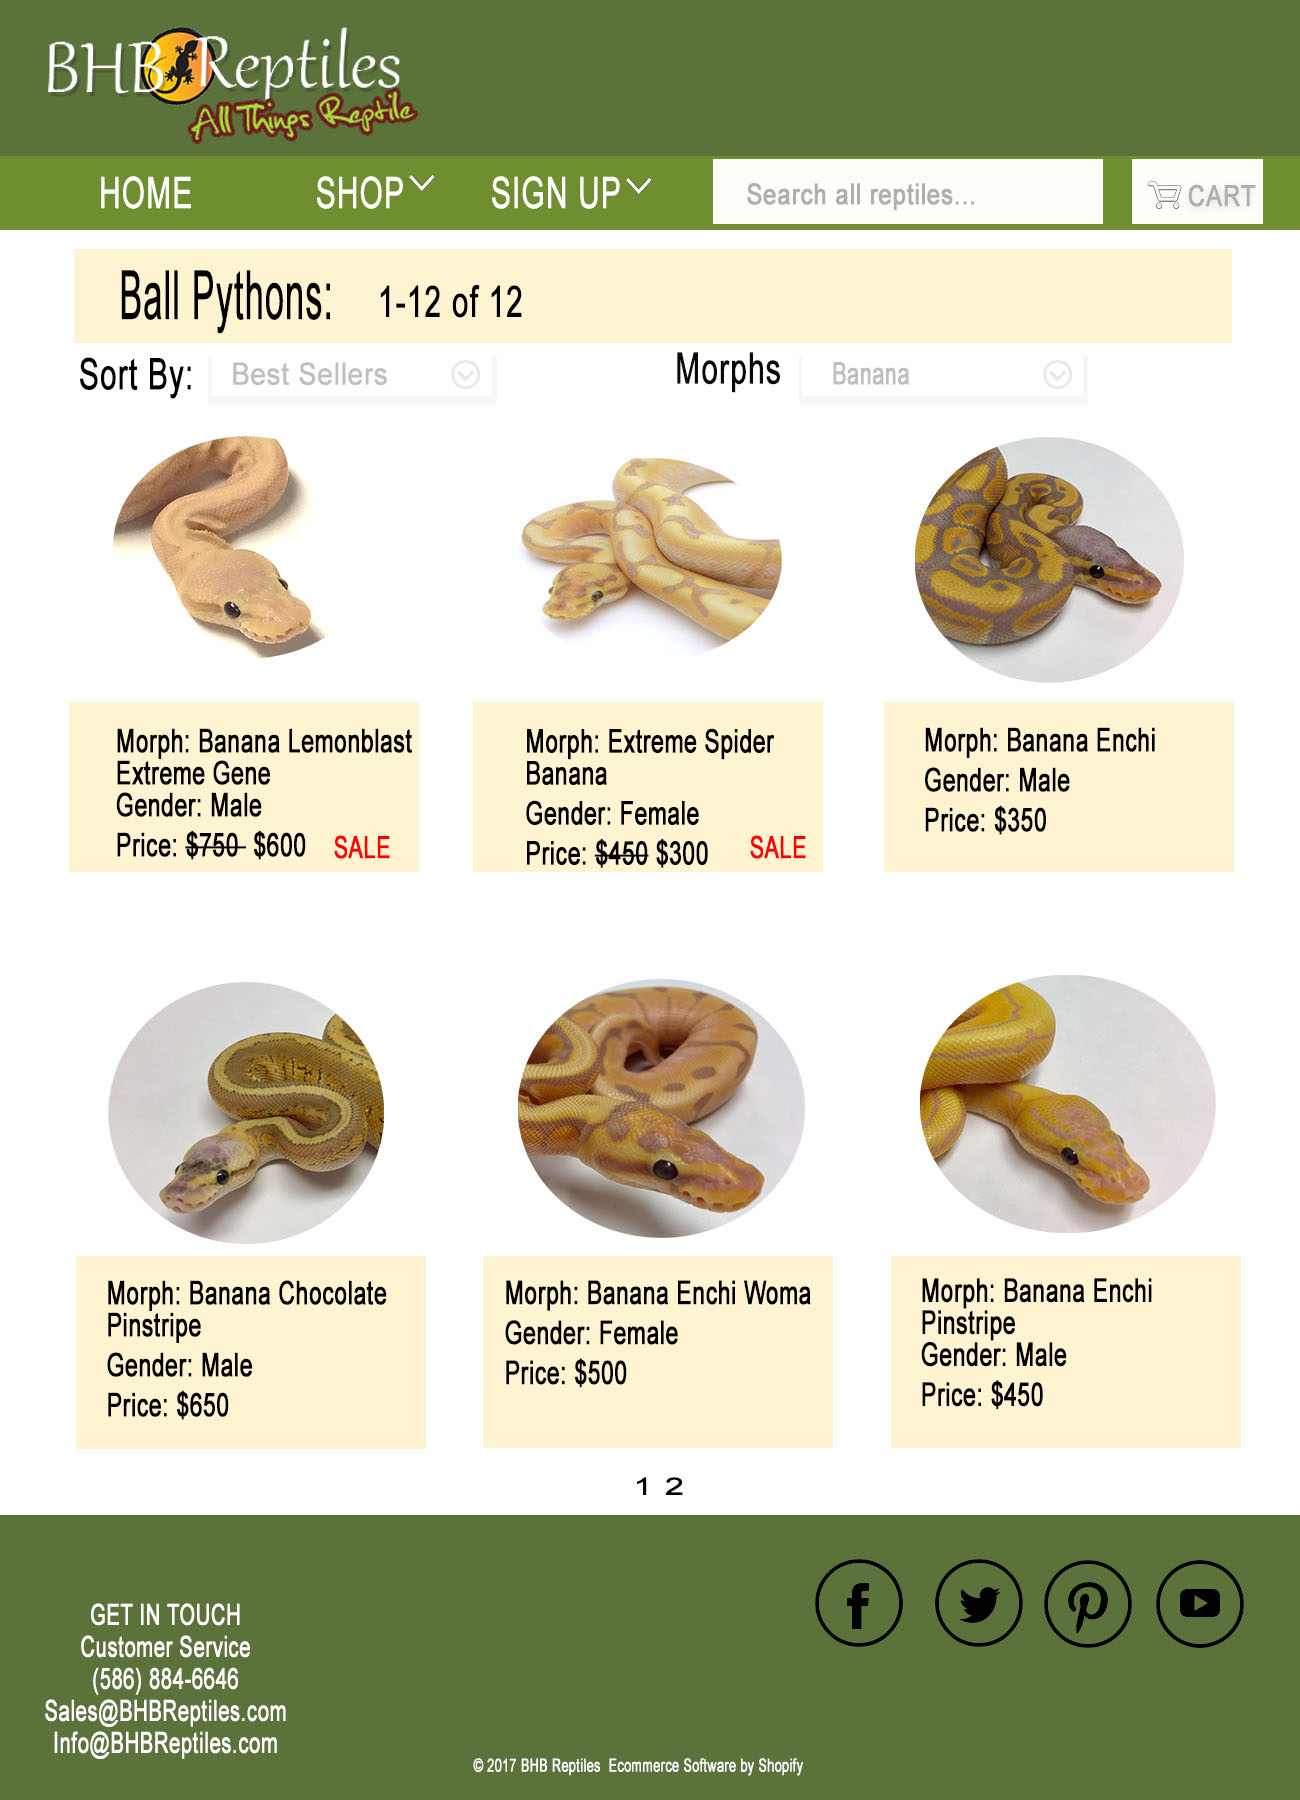 BHB Reptiles
All Things Reptile
HOME SHOP SIGN UP Search all reptiles... CART
Ball Pythons: 1-12 of 12
Sort By: Best Sellers Morphs Banana
Morph: Banana Lemonblast
Extreme Gene
Gender: Male
Price: $750 $600 SALE
Morph: Extreme Spider
Banana
Gender: Female
Price: $450 $300 SALE
Morph: Banana Enchi
Gender: Male
Price: $350
Morph: Banana Chocolate
Pinstripe
Gender: Male
Price: $650
Morph: Banana Enchi Woma
Gender: Female
Price: $500
Morph: Banana Enchi
Pinstripe
Gender: Male
Price: $450
1 2
GET IN TOUCH
Customer Service
(586) 884-6646
Sales@BHBReptiles.com
Info@BHBReptiles.com
© 2017 BHB Reptiles Ecommerce Software by Shopify